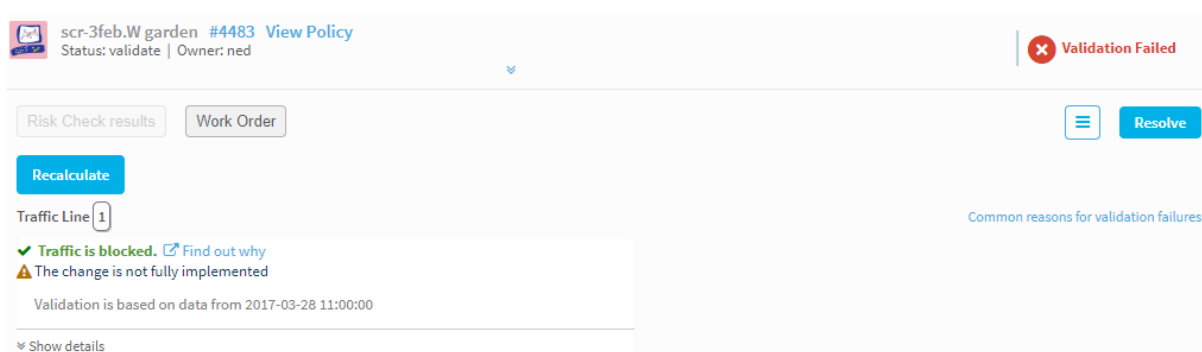 scr-3feb.W garden #4483 View Policy
Status: validate | Owner: ned
Validation Failed
Risk Check results
Work Order
Resolve
Recalculate
Traffic Line 1
Common reasons for validation failures
Traffic is blocked. Find out why
The change is not fully implemented
Validation is based on data from 2017-03-28 11:00:00
Show details